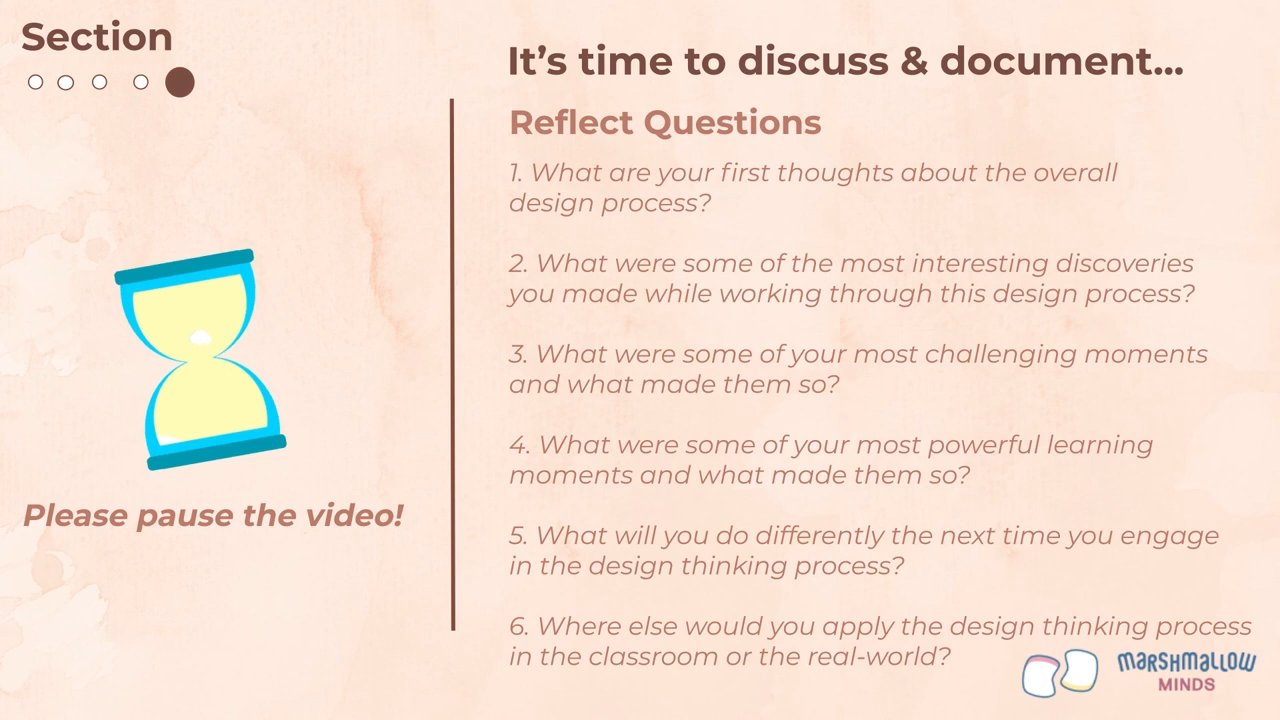 Section
It’s time to discuss & document...
Reflect Questions
1. What are your first thoughts about the overall
design process?
2. What were some of the most interesting discoveries
you made while working through this design process?
3. What were some of your most challenging moments
and what made them so?
4. What were some of your most powerful learning
moments and what made them so?
5. What will you do differently the next time you engage
in the design thinking process?
6. Where else would you apply the design thinking process
in the classroom or the real-world?
Please pause the video!
MARSHMALLOW
MINDS